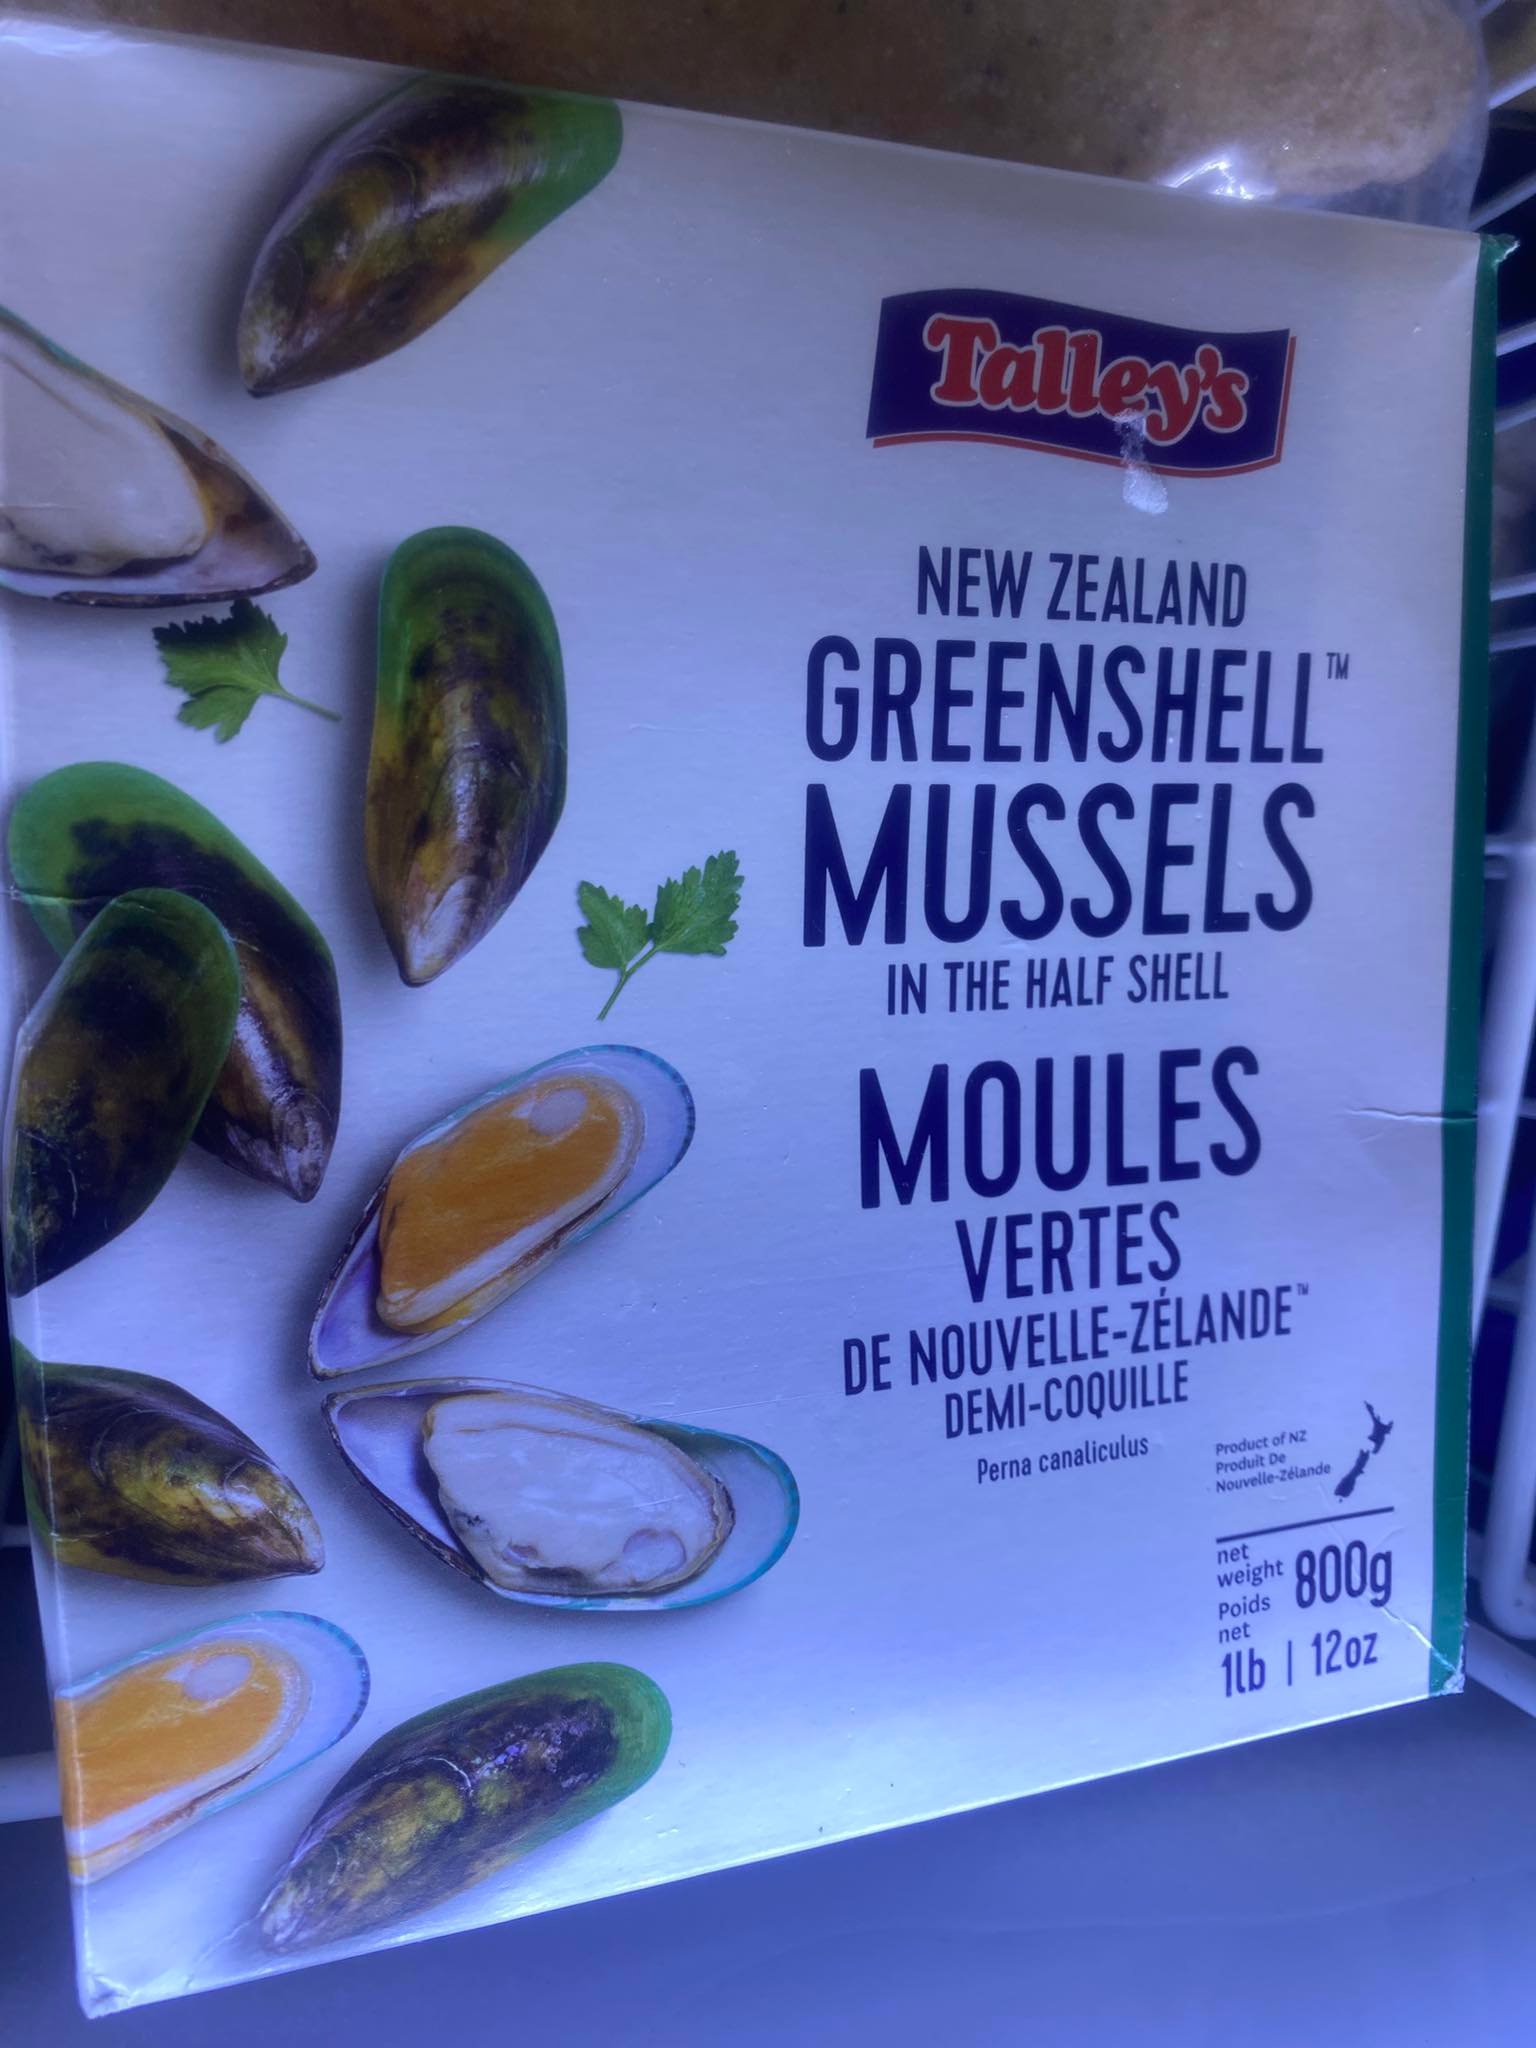 Talley's
NEW ZEALAND
GREENSHELL™
MUSSELS
IN THE HALF SHELL
MOULES
VERTES
DE NOUVELLE-ZÉLANDE™
DEMI-COQUILLE
Perna canaliculus
Product of NZ
Produit De
Nouvelle-Zélande
net
weight 800g
Poids
net
1lb | 12oz